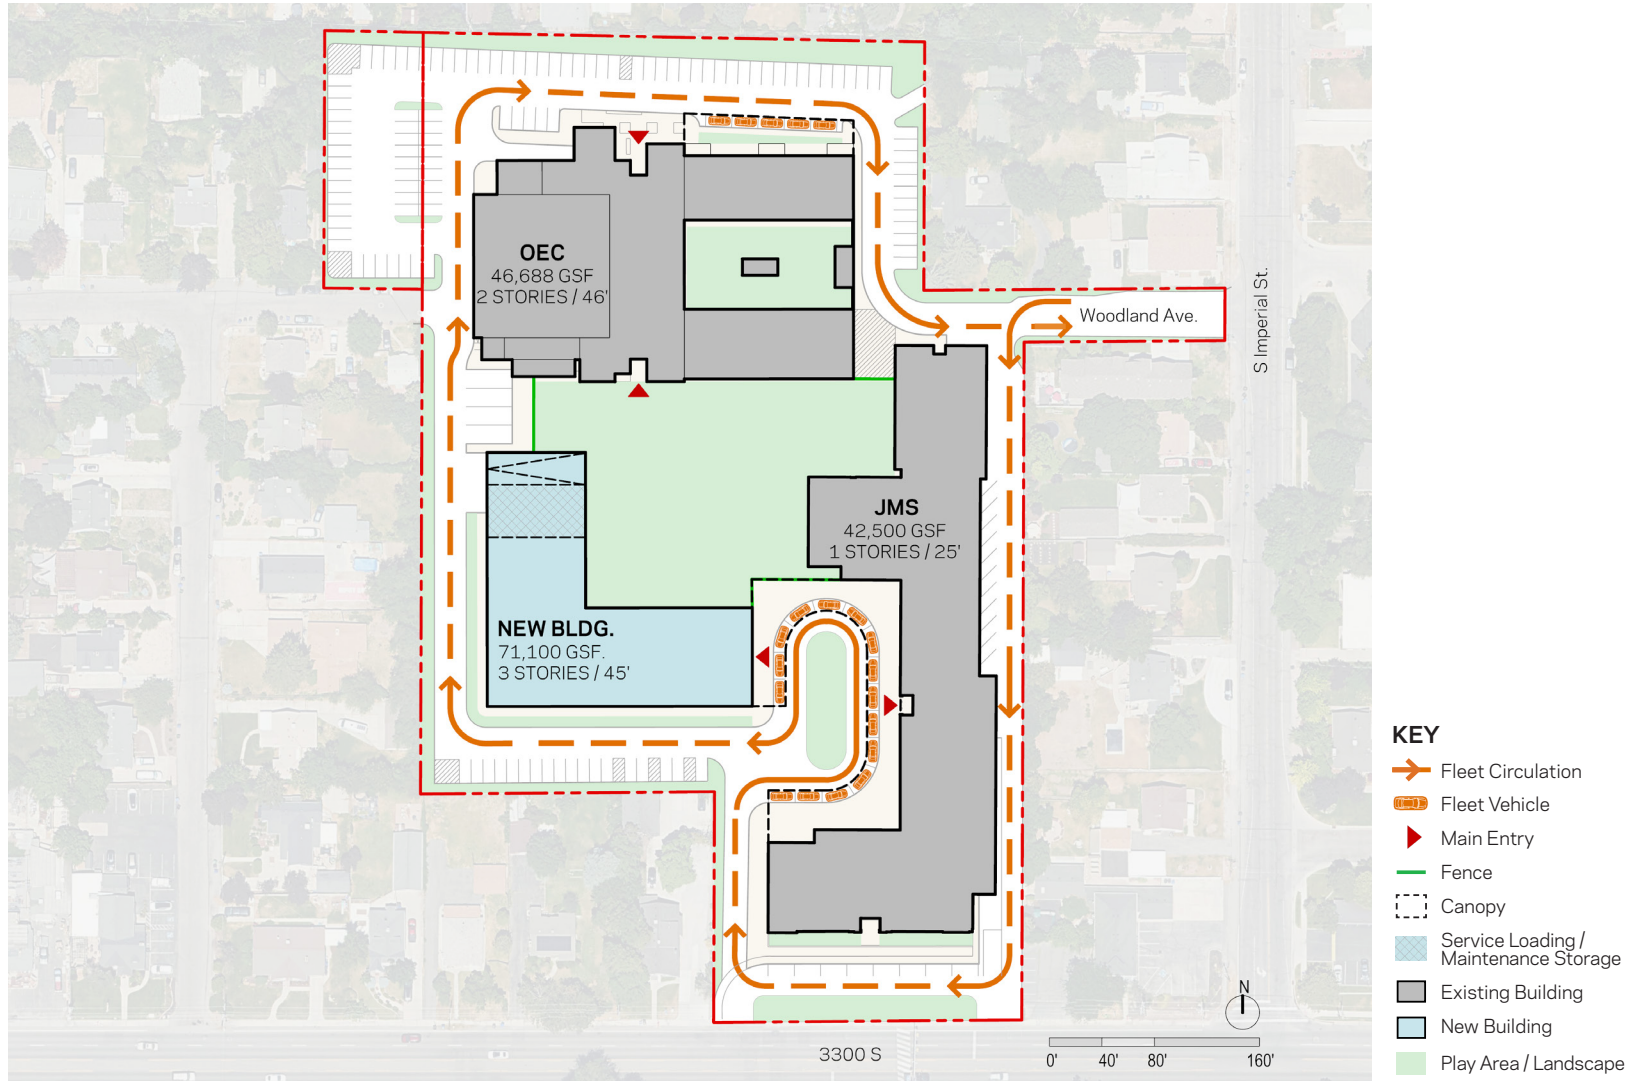 OEC
46,688 GSF
2 STORIES / 46'
Woodland Ave.
S Imperial St.
JMS
42,500 GSF
1 STORIES / 25'
NEW BLDG.
71,100 GSF.
3 STORIES / 45'
3300 S
N
0' 40' 80' 160'
KEY
Fleet Circulation
Fleet Vehicle
Main Entry
Fence
Canopy
Service Loading /
Maintenance Storage
Existing Building
New Building
Play Area / Landscape